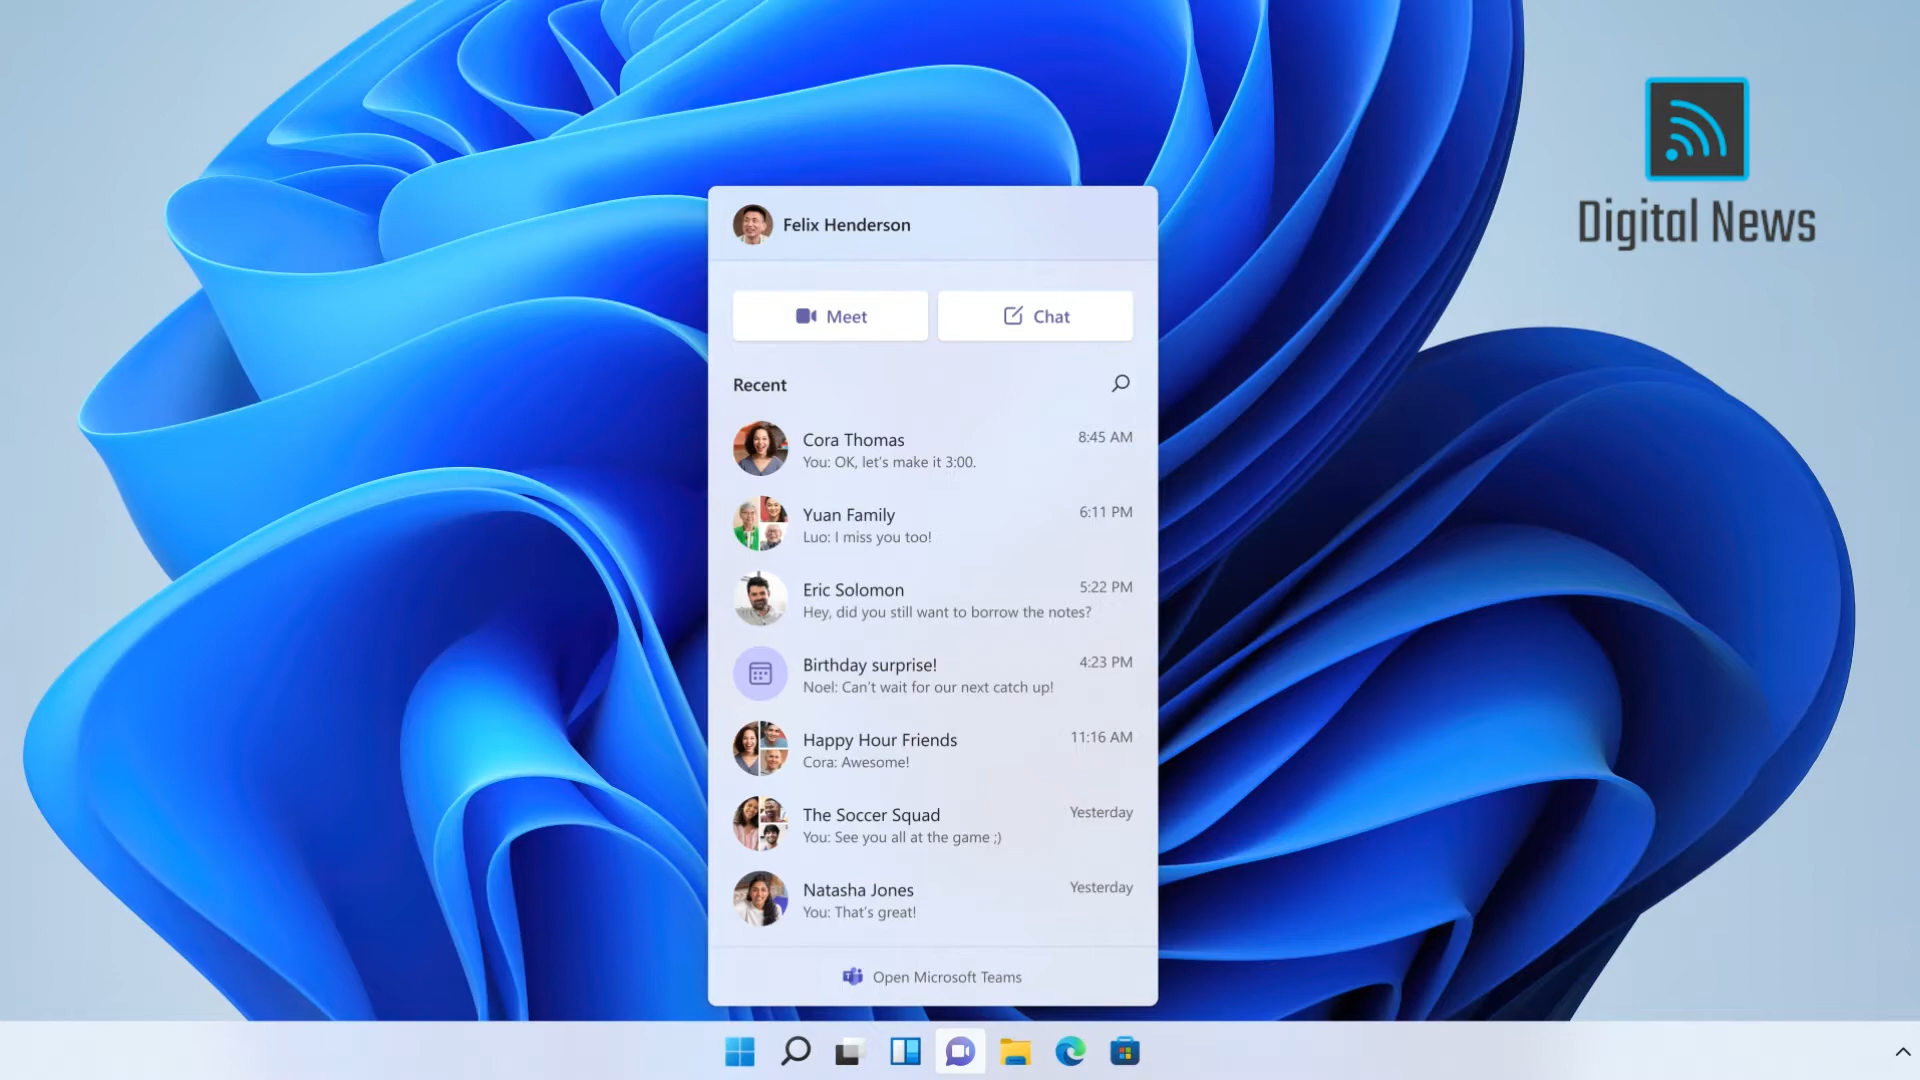 Digital News
Felix Henderson
Meet
Chat
Recent
Cora Thomas
8:45 AM
You: OK, let's make it 3:00.
Yuan Family
6:11 PM
Luo: I miss you too!
Eric Solomon
5:22 PM
Hey, did you still want to borrow the notes?
Birthday surprise!
4:23 PM
Noel: Can't wait for our next catch up!
Happy Hour Friends
11:16 AM
Cora: Awesome!
The Soccer Squad
Yesterday
You: See you all at the game ;)
Natasha Jones
Yesterday
You: That's great!
Open Microsoft Teams